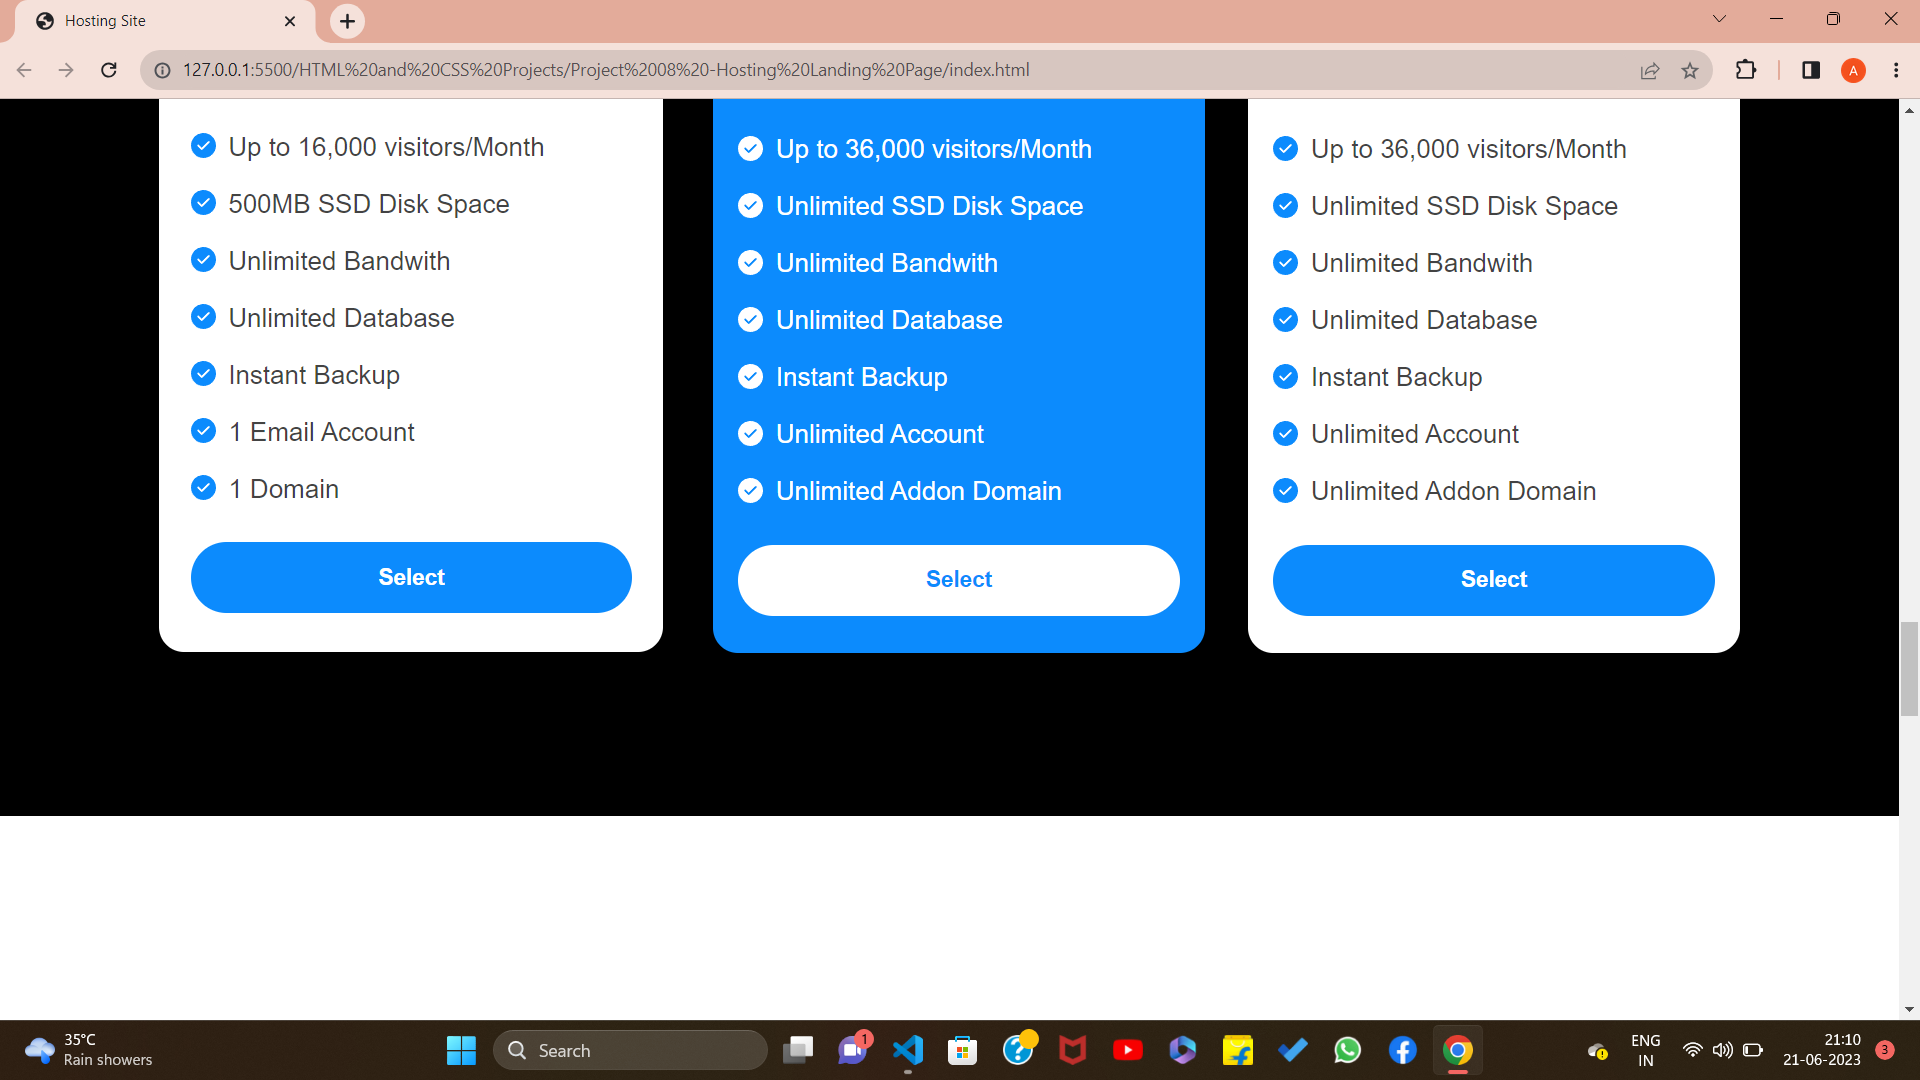 Hosting Site
127.0.0.1:5500/HTML%20and%20CSS%20Projects/Project%2008%20-Hosting%20Landing%20Page/index.html
A
Up to 16,000 visitors/Month
500MB SSD Disk Space
Unlimited Bandwith
Unlimited Database
Instant Backup
1 Email Account
1 Domain
Select
Up to 36,000 visitors/Month
Unlimited SSD Disk Space
Unlimited Bandwith
Unlimited Database
Instant Backup
Unlimited Account
Unlimited Addon Domain
Select
Up to 36,000 visitors/Month
Unlimited SSD Disk Space
Unlimited Bandwith
Unlimited Database
Instant Backup
Unlimited Account
Unlimited Addon Domain
Select
35°C
Rain showers
Search
1
ENG
IN
21:10
21-06-2023
3